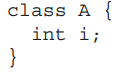 class A {
  int i;
}